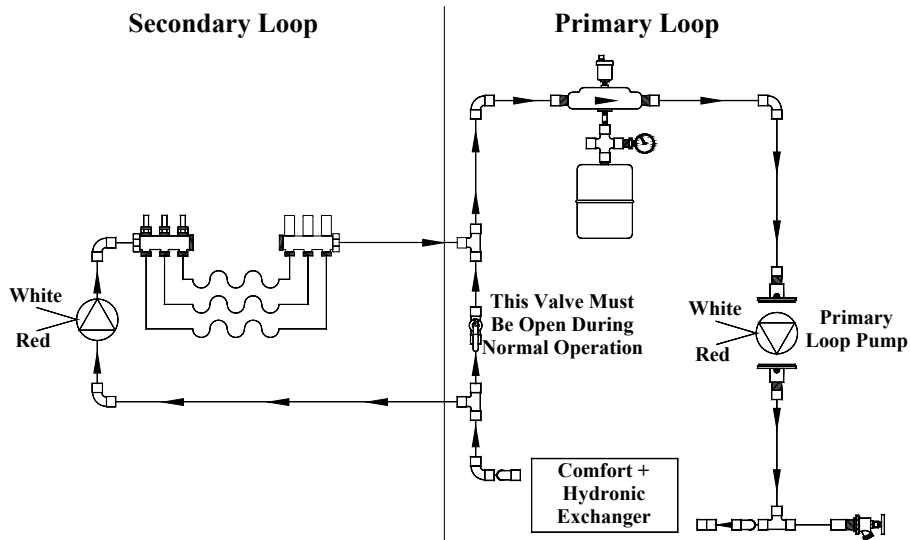 Secondary Loop
Primary Loop
White
Red
This Valve Must
Be Open During
Normal Operation
White
Red
Primary
Loop Pump
Comfort +
Hydronic
Exchanger